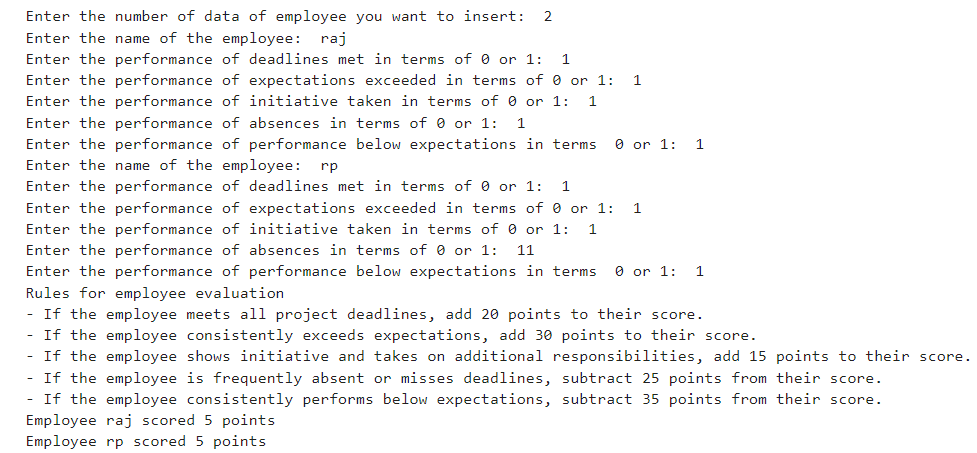 Enter the number of data of employee you want to insert:  2
Enter the name of the employee:  raj
Enter the performance of deadlines met in terms of 0 or 1:  1
Enter the performance of expectations exceeded in terms of 0 or 1:  1
Enter the performance of initiative taken in terms of 0 or 1:  1
Enter the performance of absences in terms of 0 or 1:  1
Enter the performance of performance below expectations in terms  0 or 1:  1
Enter the name of the employee:  rp
Enter the performance of deadlines met in terms of 0 or 1:  1
Enter the performance of expectations exceeded in terms of 0 or 1:  1
Enter the performance of initiative taken in terms of 0 or 1:  1
Enter the performance of absences in terms of 0 or 1:  11
Enter the performance of performance below expectations in terms  0 or 1:  1
Rules for employee evaluation
- If the employee meets all project deadlines, add 20 points to their score.
- If the employee consistently exceeds expectations, add 30 points to their score.
- If the employee shows initiative and takes on additional responsibilities, add 15 points to their score.
- If the employee is frequently absent or misses deadlines, subtract 25 points from their score.
- If the employee consistently performs below expectations, subtract 35 points from their score.
Employee raj scored 5 points
Employee rp scored 5 points